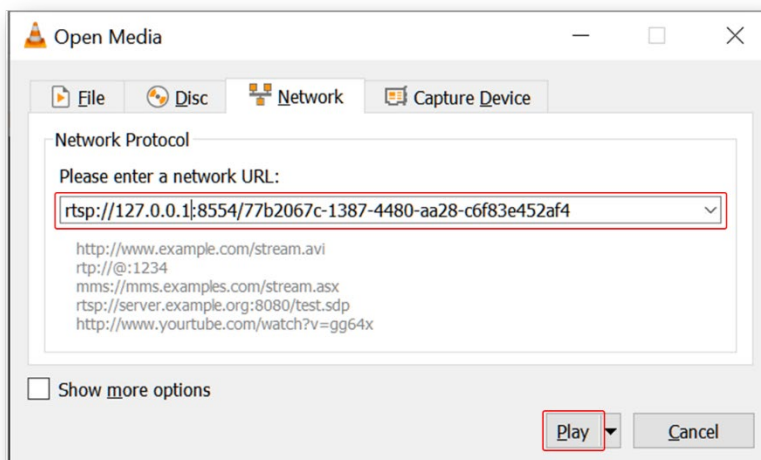 Open Media
File Disc Network Capture Device
Network Protocol
Please enter a network URL:
rtsp://127.0.0.1:8554/77b2067c-1387-4480-aa28-c6f83e452af4
http://www.example.com/stream.avi
rtp://@:1234
mms://mms.examples.com/stream.asx
rtsp://server.example.org:8080/test.sdp
http://www.yourtube.com/watch?v=gg64x
Show more options
Play Cancel